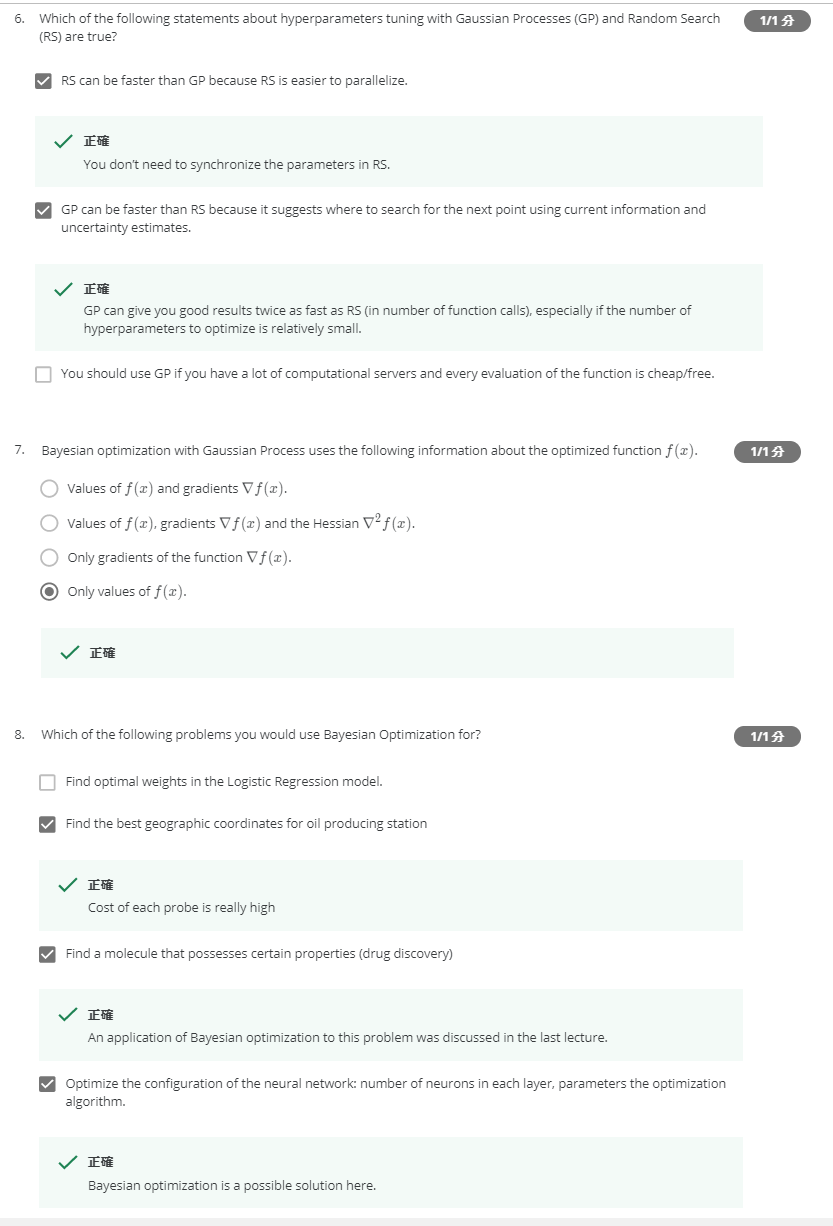 6. Which of the following statements about hyperparameters tuning with Gaussian Processes (GP) and Random Search
(RS) are true?
1/1 分
RS can be faster than GP because RS is easier to parallelize.
正確
You don't need to synchronize the parameters in RS.
GP can be faster than RS because it suggests where to search for the next point using current information and
uncertainty estimates.
正確
GP can give you good results twice as fast as RS (in number of function calls), especially if the number of
hyperparameters to optimize is relatively small.
You should use GP if you have a lot of computational servers and every evaluation of the function is cheap/free.
7. Bayesian optimization with Gaussian Process uses the following information about the optimized function f(x).
1/1 分
Values of f(x) and gradients ∇f(x).
Values of f(x), gradients ∇f(x) and the Hessian ∇²f(x).
Only gradients of the function ∇f(x).
Only values of f(x).
正確
8. Which of the following problems you would use Bayesian Optimization for?
1/1 分
Find optimal weights in the Logistic Regression model.
Find the best geographic coordinates for oil producing station
正確
Cost of each probe is really high
Find a molecule that possesses certain properties (drug discovery)
正確
An application of Bayesian optimization to this problem was discussed in the last lecture.
Optimize the configuration of the neural network: number of neurons in each layer, parameters the optimization
algorithm.
正確
Bayesian optimization is a possible solution here.